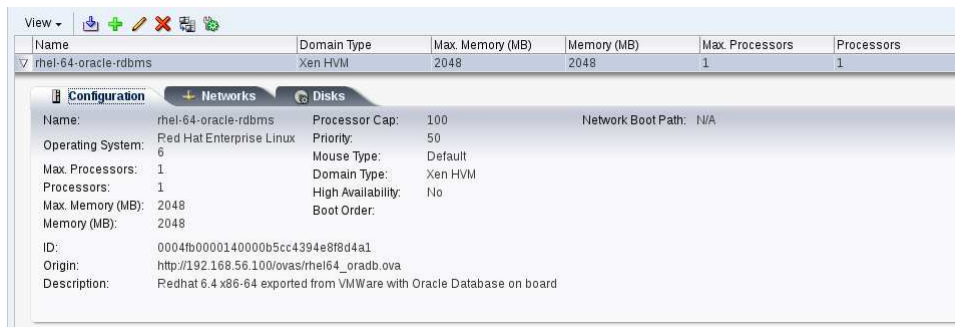 View
Name Domain Type Max. Memory (MB) Memory (MB) Max. Processors Processors
rhel-64-oracle-rdbms Xen HVM 2048 2048 1 1
Configuration Networks Disks
Name: rhel-64-oracle-rdbms Processor Cap: 100 Network Boot Path: N/A
Operating System: Red Hat Enterprise Linux 6 Priority: 50
Mouse Type: Default
Max. Processors: 1 Domain Type: Xen HVM
Processors: 1 High Availability: No
Max. Memory (MB): 2048 Boot Order:
Memory (MB): 2048
ID: 0004fb0000140000b5cc4394e8f8d4a1
Origin: http://192.168.56.100/ovas/rhel64_oradb.ova
Description: Redhat 6.4 x86-64 exported from VMWare with Oracle Database on board